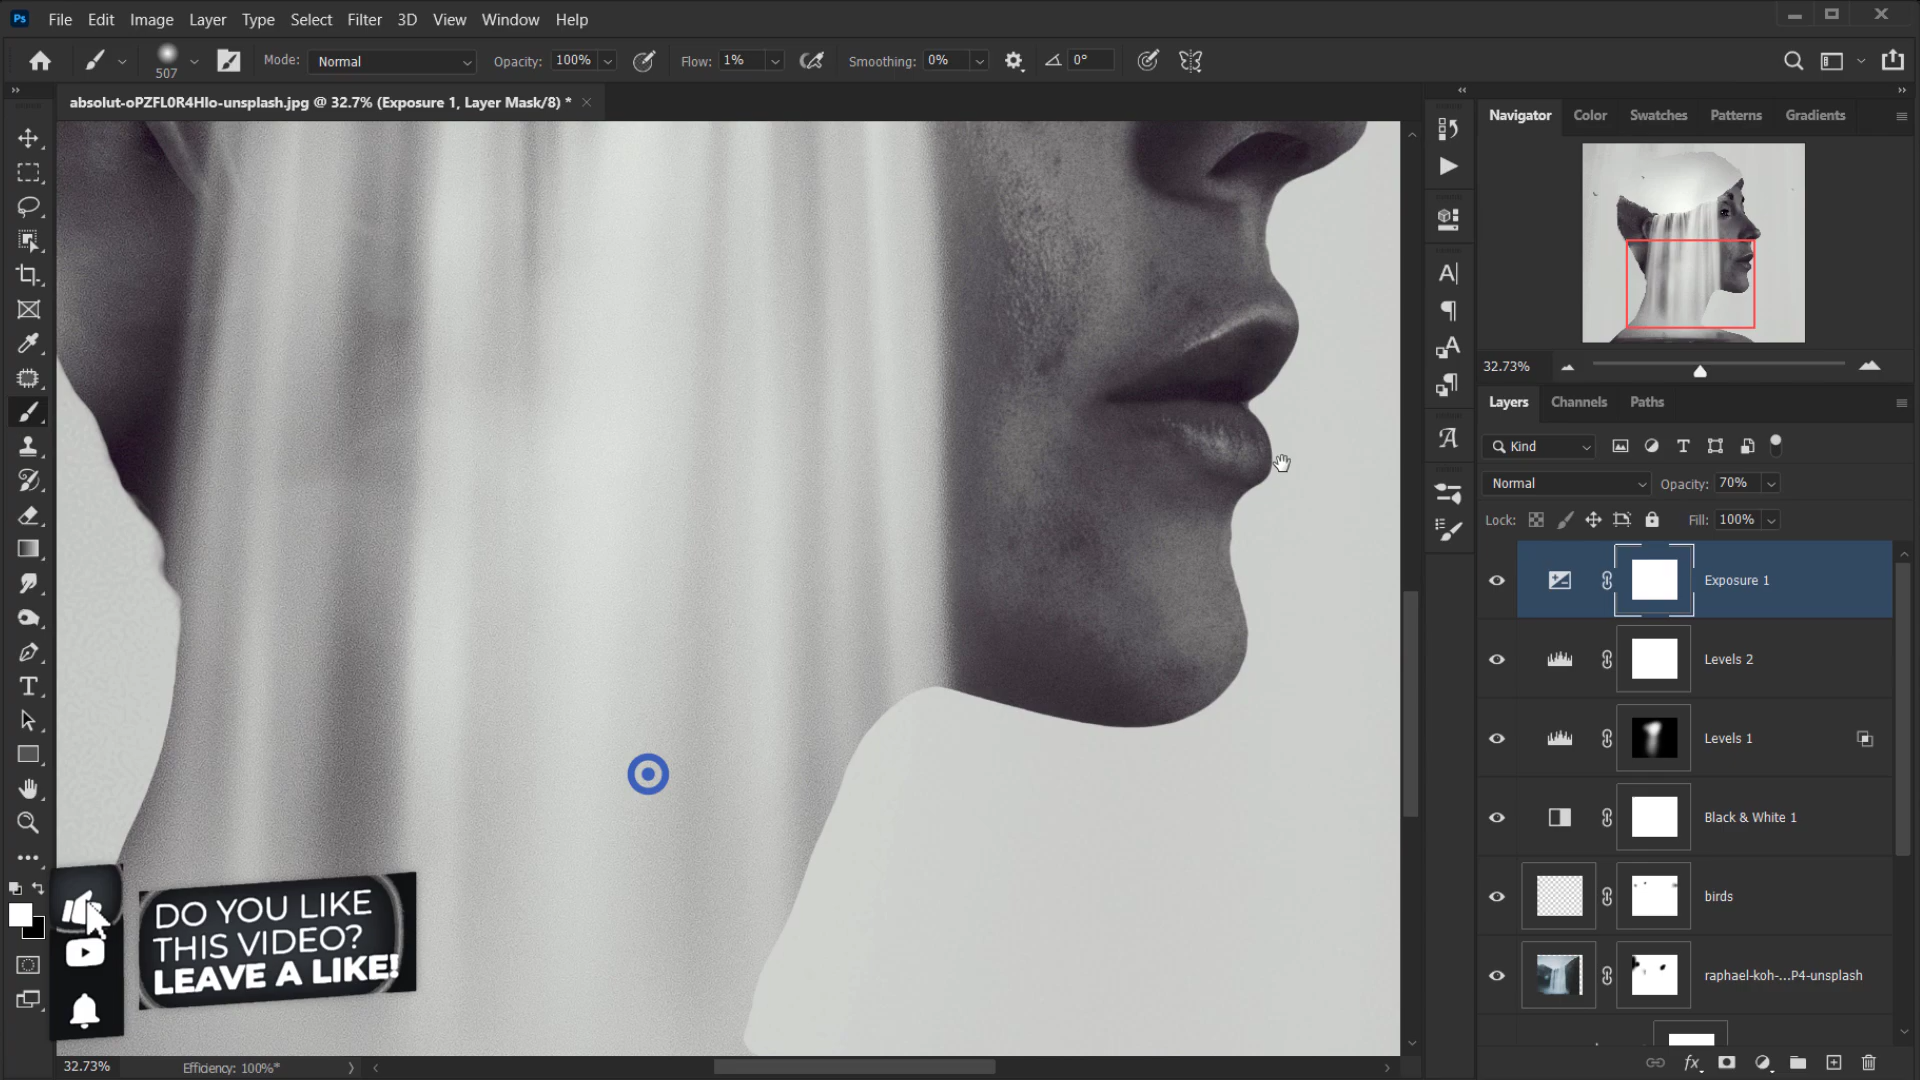 Ps File Edit Image Layer Type Select Filter 3D View Window Help
507 Mode: Normal Opacity: 100% Flow: 1% Smoothing: 0% 0°
absolut-oPZFL0R4HIo-unsplash.jpg @ 32.7% (Exposure 1, Layer Mask/8) *
Navigator Color Swatches Patterns Gradients
32.73%
Layers Channels Paths
Kind
Normal Opacity: 70%
Lock: Fill: 100%
Exposure 1
Levels 2
Levels 1
Black & White 1
birds
raphael-koh-...P4-unsplash
DO YOU LIKE
THIS VIDEO?
LEAVE A LIKE!
32.73% Efficiency: 100%*